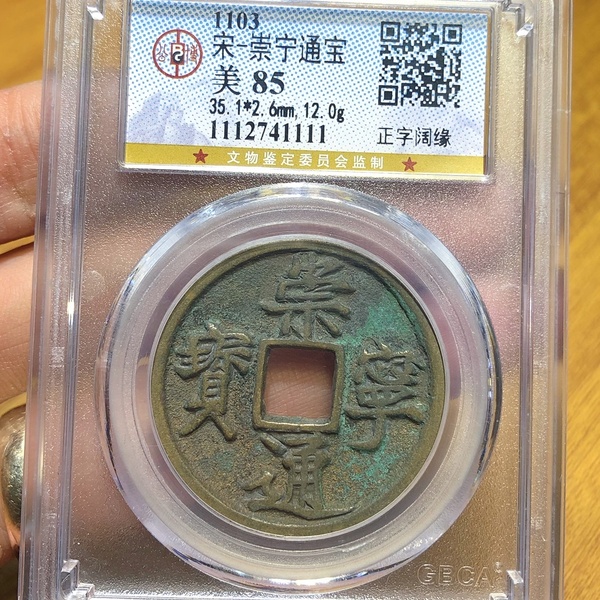 1103
宋-崇宁通宝
美 85
35.1*2.6mm,12.0g
1112741111
正字阔缘
文物鉴定委员会监制
崇
寧
通
寳
GBCA